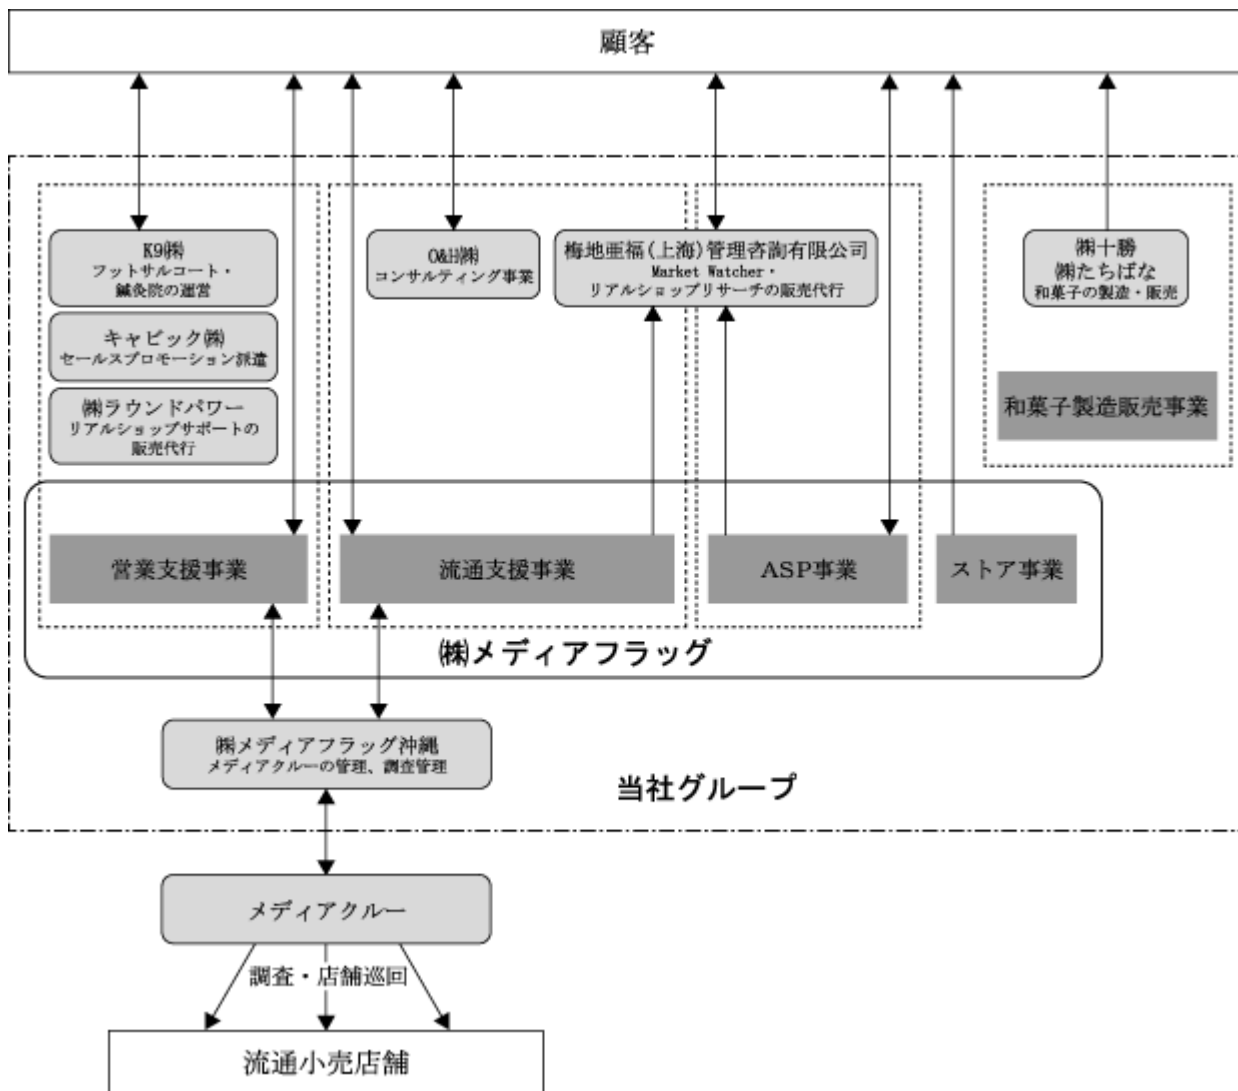 顧客
K9㈱
フットサルコート・
鍼灸院の運営
キャビック㈱
セールスプロモーション派遣
㈱ラウンドパワー
リアルショップサポートの
販売代行
O&H㈱
コンサルティング事業
梅地亜福(上海)管理咨詢有限公司
Market Watcher・
リアルショップリサーチの販売代行
㈱十勝
㈱たちばな
和菓子の製造・販売
和菓子製造販売事業
営業支援事業
流通支援事業
ASP事業
ストア事業
㈱メディアフラッグ
㈱メディアフラッグ沖縄
メディアクルーの管理、調査管理
当社グループ
メディアクルー
調査・店舗巡回
流通小売店舗